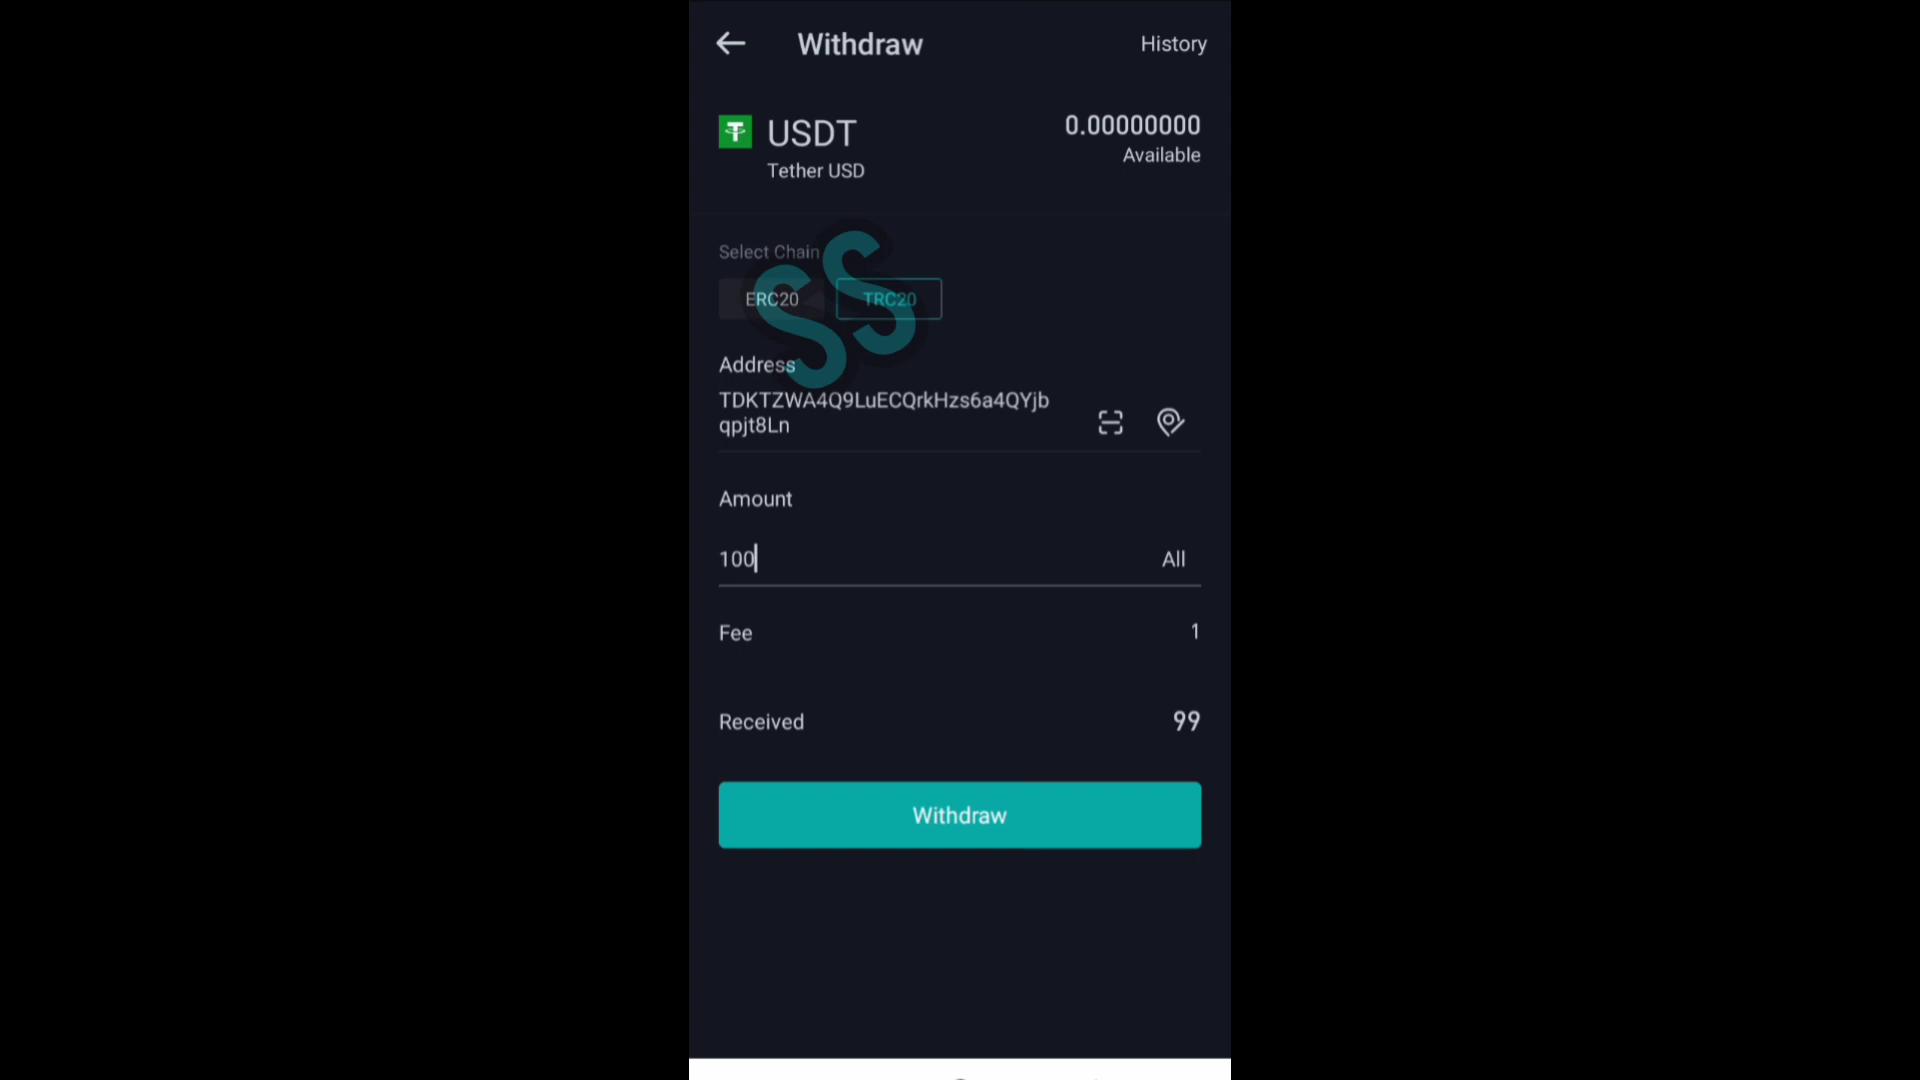 Withdraw
History
USDT
0.00000000
Available
Tether USD
Select Chain
ERC20
TRC20
SS
Address
TDKTZWA4Q9LuECQrkHzs6a4QYjb
qpjt8Ln
Amount
100
All
Fee
1
Received
99
Withdraw